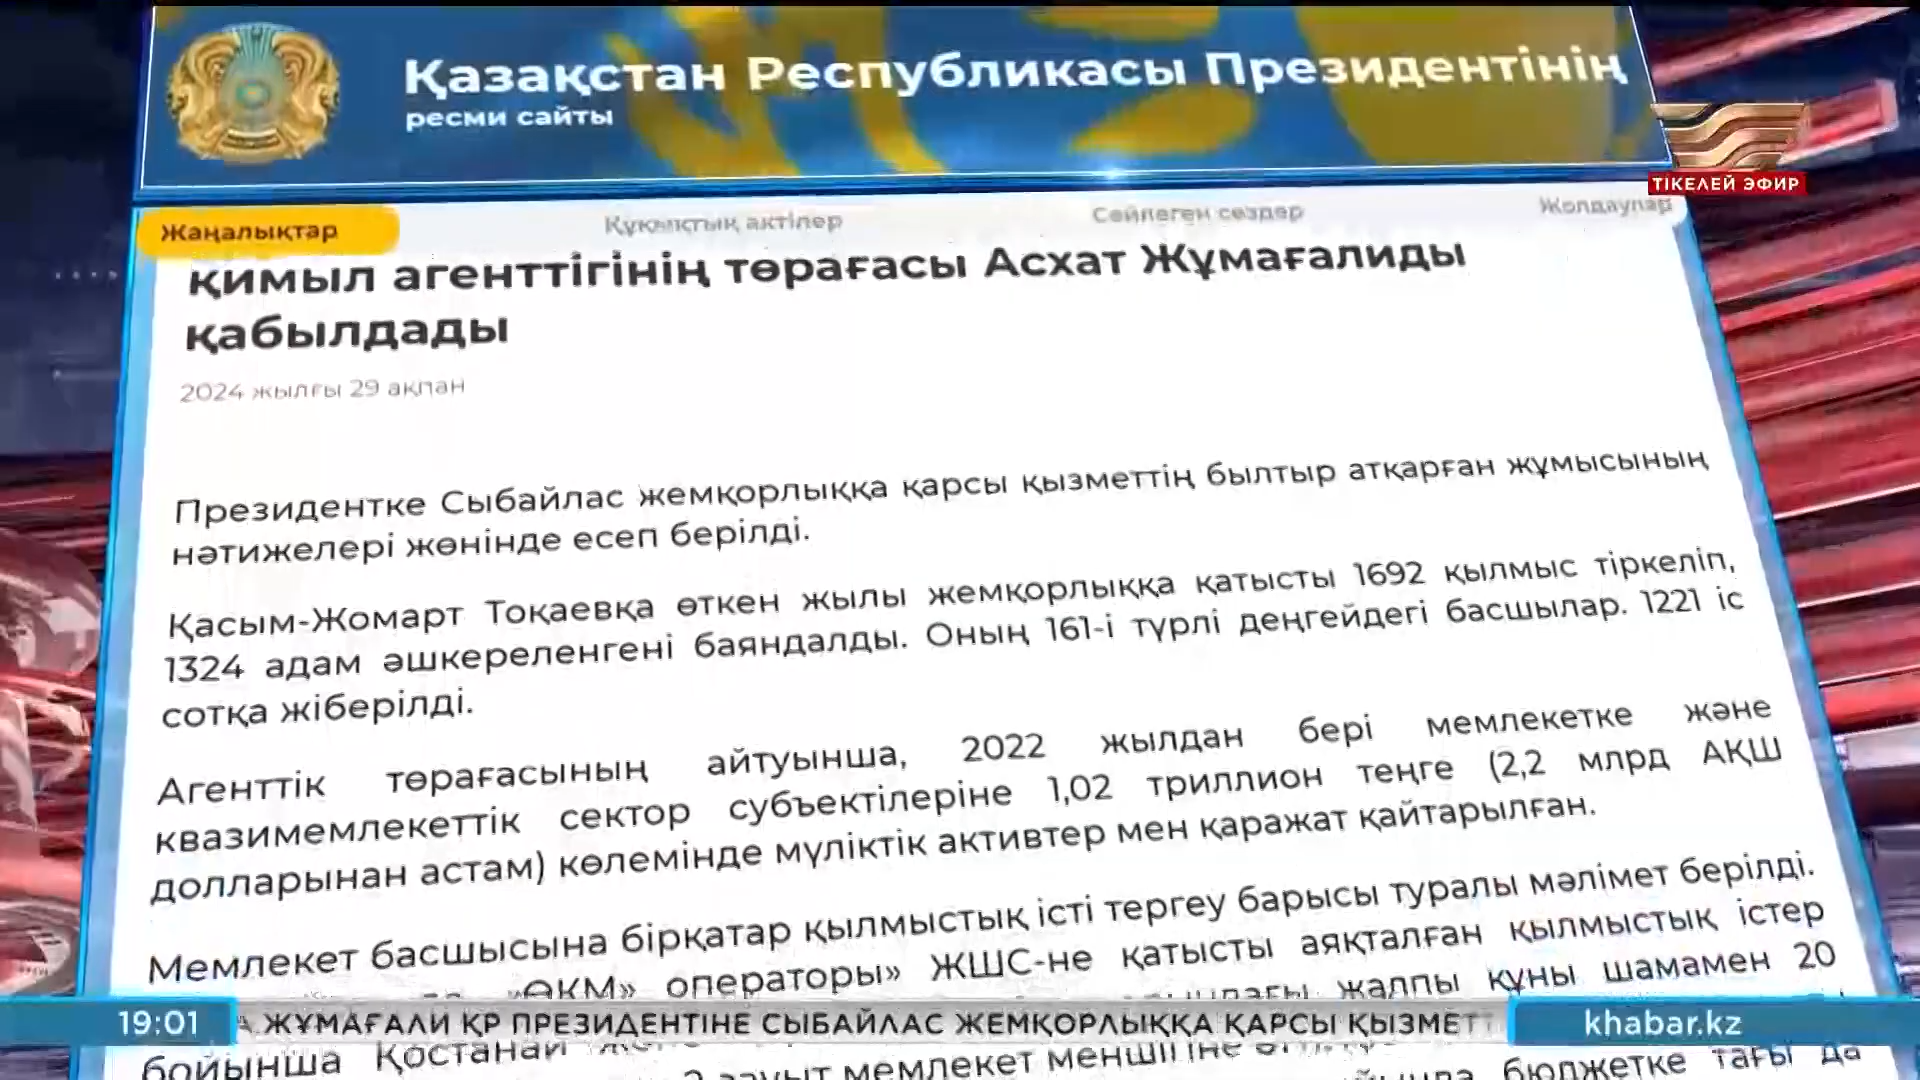 Қазақстан Республикасы Президентінің
ресми сайты
ТІКЕЛЕЙ ЭФИР
Жаңалықтар
Құқықтық актілер
Сөйлеген сөздер
Жолдаулар
қимыл агенттігінің төрағасы Асхат Жұмағалиды
қабылдады
2024 жылғы 29 ақпан
Президентке Сыбайлас жемқорлыққа қарсы қызметтің былтыр атқарған жұмысының
нәтижелері жөнінде есеп берілді.
Қасым-Жомарт Тоқаевқа өткен жылы жемқорлыққа қатысты 1692 қылмыс тіркеліп,
1324 адам әшкереленгені баяндалды. Оның 161-і түрлі деңгейдегі басшылар. 1221 іс
сотқа жіберілді.
Агенттік төрағасының айтуынша, 2022 жылдан бері мемлекетке және
квазимемлекеттік сектор субъектілеріне 1,02 триллион теңге (2,2 млрд АҚШ
долларынан астам) көлемінде мүліктік активтер мен қаражат қайтарылған.
Мемлекет басшысына бірқатар қылмыстық істі тергеу барысы туралы мәлімет берілді.
«ӨКМ» операторы» ЖШС-не қатысты аяқталған қылмыстық істер
жалпы құны шамамен 20
19:01
А ЖҰМАҒАЛИ ҚР ПРЕЗИДЕНТІНЕ СЫБАЙЛАС ЖЕМҚОРЛЫҚҚА ҚАРСЫ ҚЫЗМЕТТ
khabar.kz
бойынша Қостанай
2 зауыт мемлекет
бюджетке тағы да